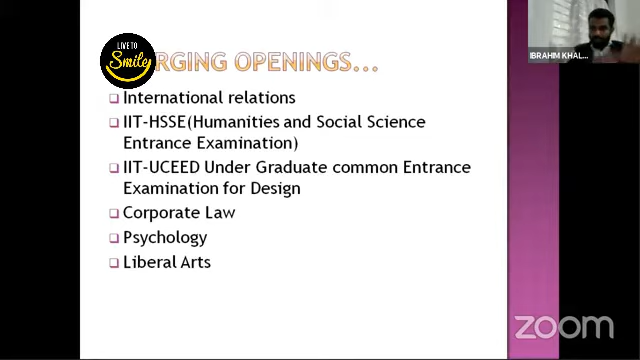 LIVE TO
Smile
RGING OPENINGS...
International relations
IIT-HSSE(Humanities and Social Science
Entrance Examination)
IIT-UCEED Under Graduate common Entrance
Examination for Design
Corporate Law
Psychology
Liberal Arts
IBRAHIM KHAL...
zoom